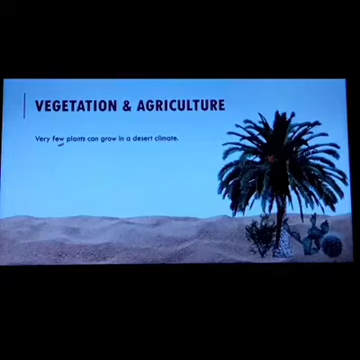 VEGETATION & AGRICULTURE
Very few plants can grow in a desert climate.